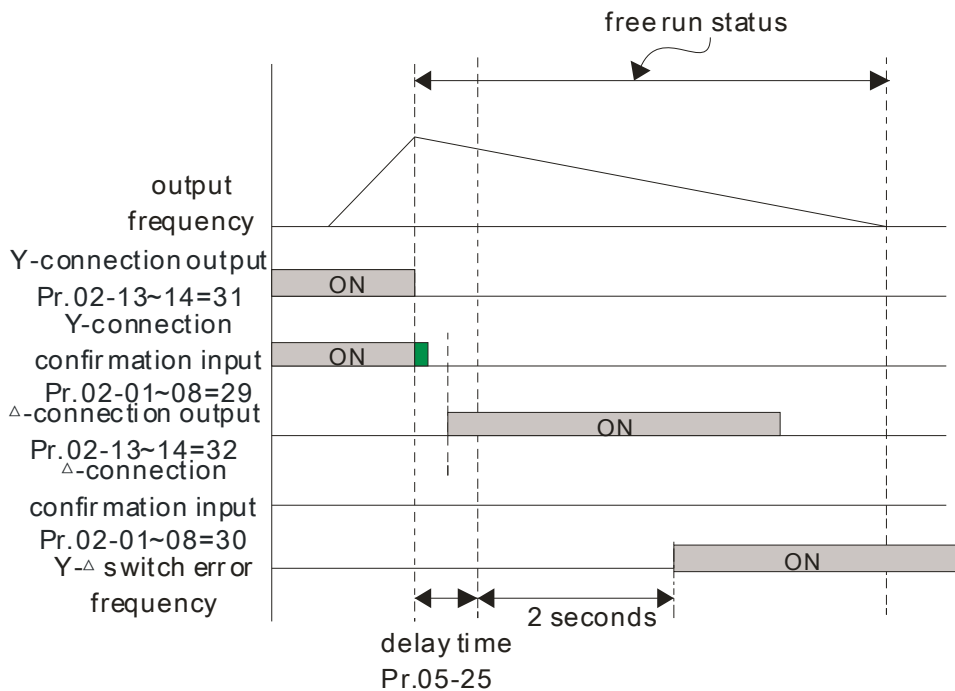 free run status
output
frequency
Y-connection output
ON
Pr.02-13~14=31
Y-connection
confirmation input
ON
Pr.02-01~08=29
△-connection output
ON
Pr.02-13~14=32
△-connection
confirmation input
Pr.02-01~08=30
Y-△ switch error
ON
frequency
2 seconds
delay time
Pr.05-25